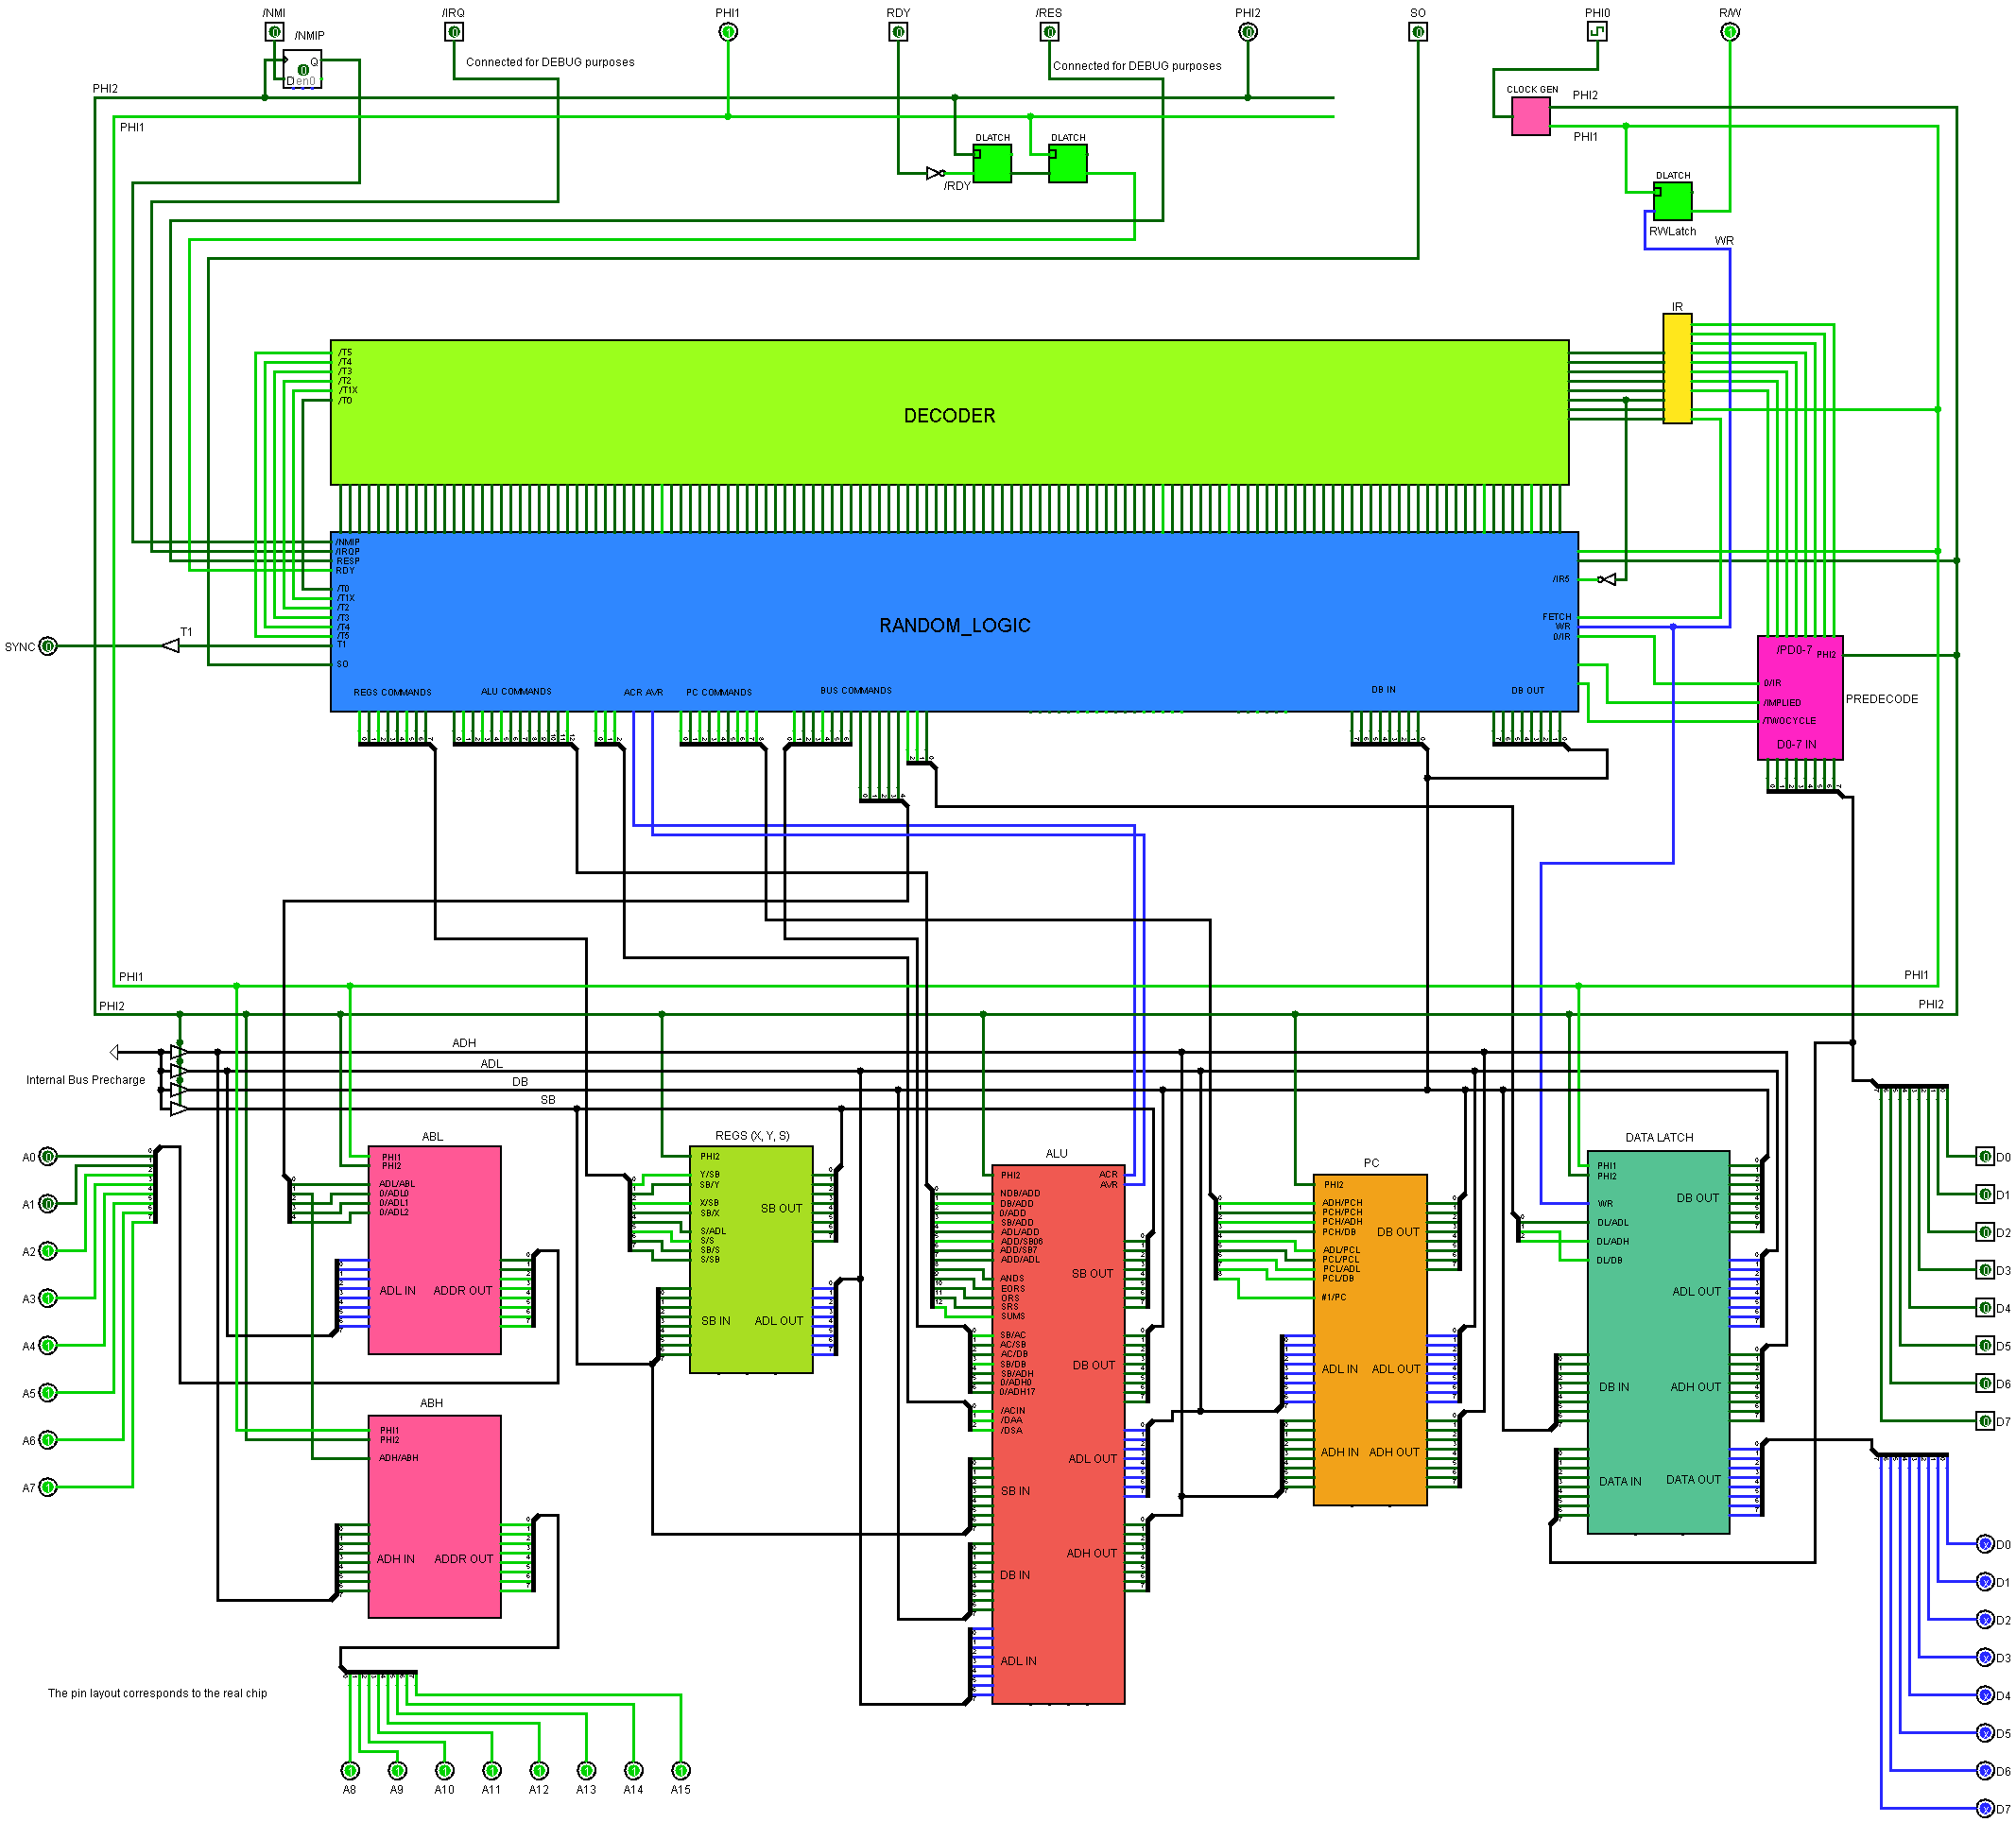 /NMI
/IRQ
PHI1
RDY
/RES
PHI2
SO
PHI0
R/W
/NMIP
Q
D en0
Connected for DEBUG purposes
Connected for DEBUG purposes
PHI2
PHI1
CLOCK GEN
PHI2
PHI1
DLATCH
DLATCH
/RDY
DLATCH
RWLatch
WR
IR
/T5
/T4
/T3
/T2
/T1X
/T0
DECODER
/NMIP
/IRQP
RESP
RDY
/T0
/T1X
/T2
/T3
/T4
/T5
T1
SO
SYNC
T1
RANDOM_LOGIC
/IR5
FETCH
WR
0/IR
REGS COMMANDS
ALU COMMANDS
ACR AVR
PC COMMANDS
BUS COMMANDS
DB IN
DB OUT
/PD0-7
PHI2
0/IR
/IMPLIED
/TWOCYCLE
D0-7 IN
PREDECODE
PHI1
PHI2
PHI1
PHI2
ADH
ADL
DB
SB
Internal Bus Precharge
A0
A1
A2
A3
A4
A5
A6
A7
ABL
PHI1
PHI2
ADL/ABL
0/ADL0
0/ADL1
0/ADL2
ADL IN
ADDR OUT
ABH
PHI1
PHI2
ADH/ABH
ADH IN
ADDR OUT
REGS (X, Y, S)
PHI2
Y/SB
SB/Y
X/SB
SB/X
S/ADL
S/S
SB/S
S/SB
SB OUT
SB IN
ADL OUT
ALU
PHI2
ACR
AVR
NDB/ADD
DB/ADD
0/ADD
SB/ADD
ADL/ADD
ADD/SB06
ADD/SB7
ADD/ADL
ANDS
EORS
ORS
SRS
SUMS
SB/AC
AC/SB
AC/DB
SB/DB
SB/ADH
0/ADH0
0/ADH17
/ACIN
/DAA
/DSA
SB OUT
DB OUT
ADL OUT
SB IN
ADH OUT
DB IN
ADL IN
PC
PHI2
ADH/PCH
PCH/PCH
PCH/ADH
PCH/DB
ADL/PCL
PCL/PCL
PCL/ADL
PCL/DB
#1/PC
DB OUT
ADL IN
ADL OUT
ADH IN
ADH OUT
DATA LATCH
PHI1
PHI2
WR
DL/ADL
DL/ADH
DL/DB
DB OUT
ADL OUT
DB IN
ADH OUT
DATA IN
DATA OUT
D0
D1
D2
D3
D4
D5
D6
D7
D0
D1
D2
D3
D4
D5
D6
D7
The pin layout corresponds to the real chip
A8
A9
A10
A11
A12
A13
A14
A15